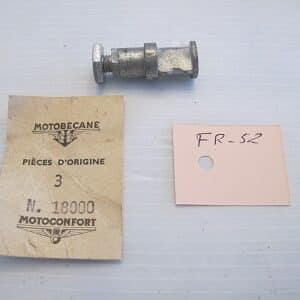 MOTOBECANE
PIÈCES D'ORIGINE
3
N. 18000
MOTOCONFORT
FR-52